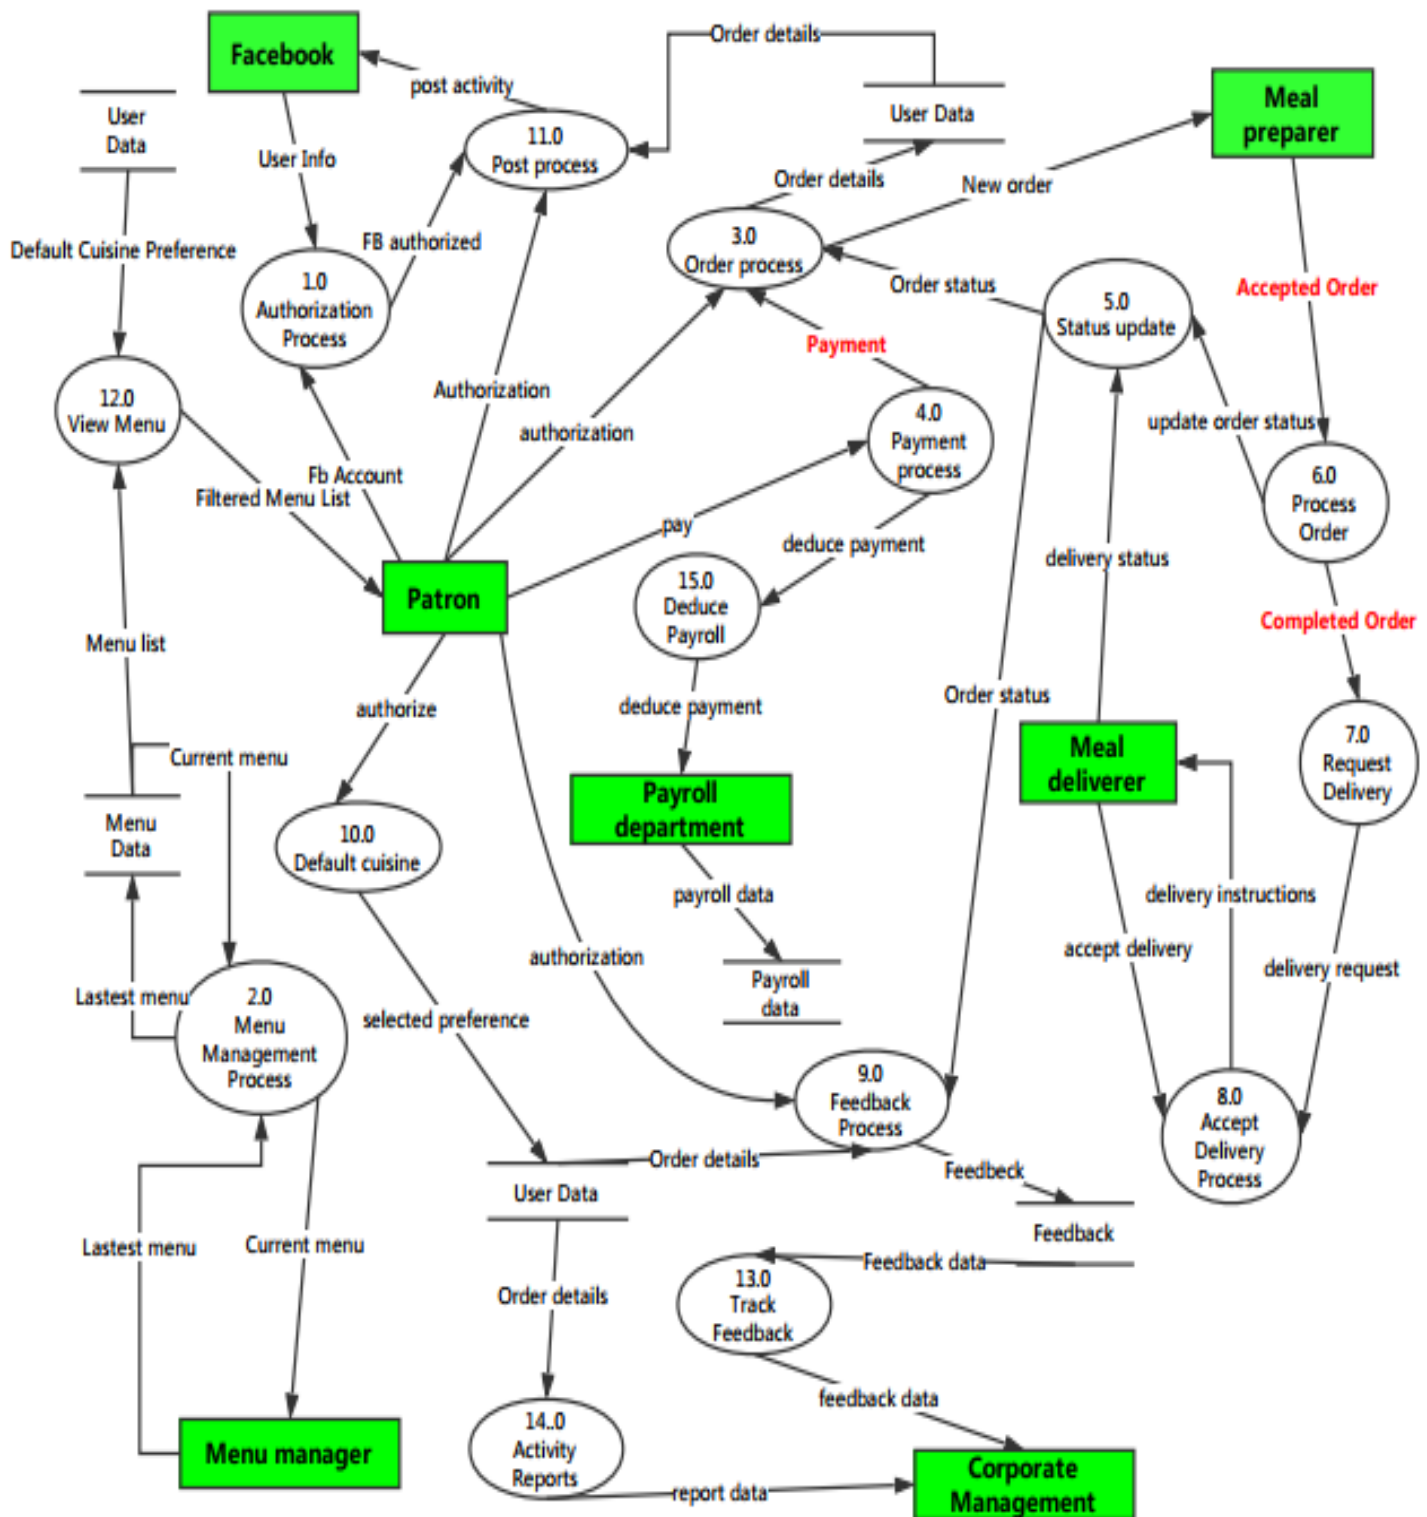 Facebook
Order details
post activity
User
Data
11.0
Post process
User Data
Meal
preparer
User Info
Order details
New order
Default Cuisine Preference
FB authorized
3.0
Order process
1.0
Authorization
Process
Order status
5.0
Status update
Accepted Order
Payment
12.0
View Menu
Authorization
authorization
4.0
Payment
process
update order status
6.0
Process
Order
Fb Account
Filtered Menu List
pay
deduce payment
delivery status
Patron
15.0
Deduce
Payroll
Completed Order
Menu list
authorize
deduce payment
Order status
Current menu
Meal
deliverer
7.0
Request
Delivery
Menu
Data
10.0
Default cuisine
Payroll
department
payroll data
delivery instructions
authorization
accept delivery
delivery request
Lastest menu
2.0
Menu
Management
Process
selected preference
Payroll
data
9.0
Feedback
Process
8.0
Accept
Delivery
Process
Order details
Feedbeck
User Data
Feedback
Lastest menu
Current menu
Feedback data
Order details
13.0
Track
Feedback
feedback data
14..0
Activity
Reports
Menu manager
report data
Corporate
Management